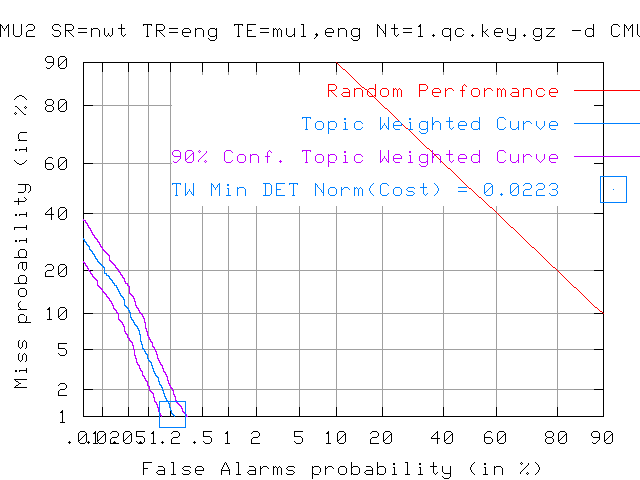 MU2 SR=nwt TR=eng TE=mul,eng Nt=1.qc.key.gz -d CMU
90
Random Performance
80
Topic Weighted Curve
90% Conf. Topic Weighted Curve
60
TW Min DET Norm(Cost) = 0.0223
40
20
10
5
2
1
Miss probability (in %)
.01 .02 .05 .1 .2 .5 1 2 5 10 20 40 60 80 90
False Alarms probability (in %)